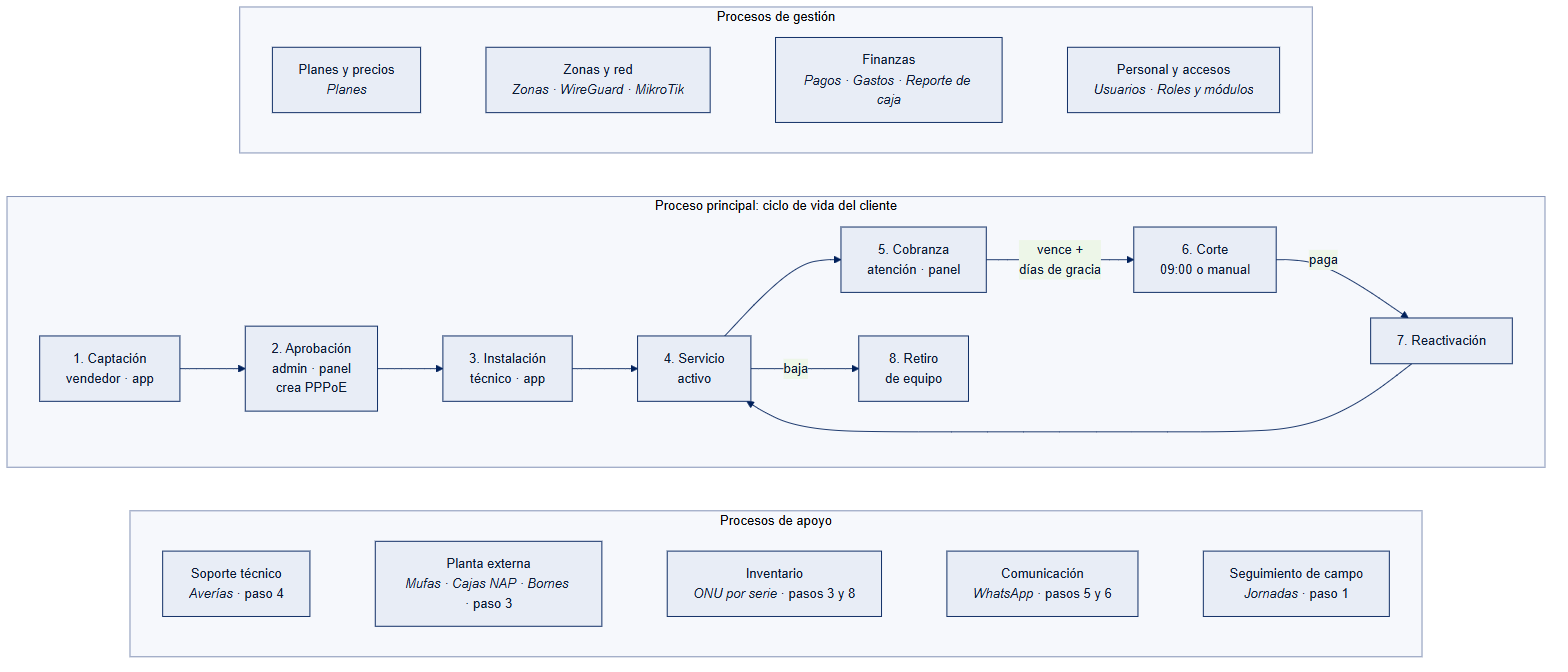 Procesos de gestión
Planes y precios
Planes
Zonas y red
Zonas · WireGuard · MikroTik
Finanzas
Pagos · Gastos · Reporte de
caja
Personal y accesos
Usuarios · Roles y módulos
Proceso principal: ciclo de vida del cliente
1. Captación
vendedor · app
2. Aprobación
admin · panel
crea PPPoE
3. Instalación
técnico · app
4. Servicio
activo
5. Cobranza
atención · panel
vence +
días de gracia
6. Corte
09:00 o manual
paga
7. Reactivación
baja
8. Retiro
de equipo
Procesos de apoyo
Soporte técnico
Averías · paso 4
Planta externa
Mufas · Cajas NAP · Bornes
· paso 3
Inventario
ONU por serie · pasos 3 y 8
Comunicación
WhatsApp · pasos 5 y 6
Seguimiento de campo
Jornadas · paso 1